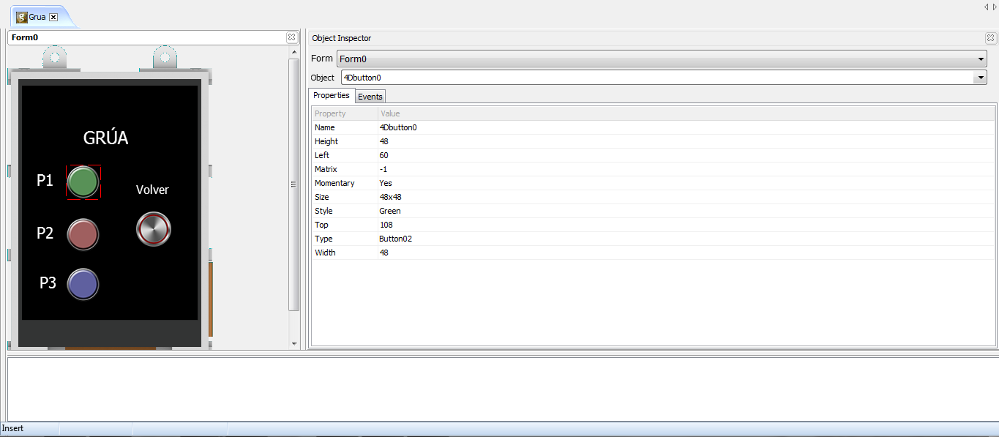 Grua
Form0
Object Inspector
Form Form0
Object 4Dbutton0
Properties Events
Property Value
Name 4Dbutton0
Height 48
Left 60
Matrix -1
Momentary Yes
Size 48x48
Style Green
Top 108
Type Button02
Width 48
GRÚA
P1
Volver
P2
P3
Insert